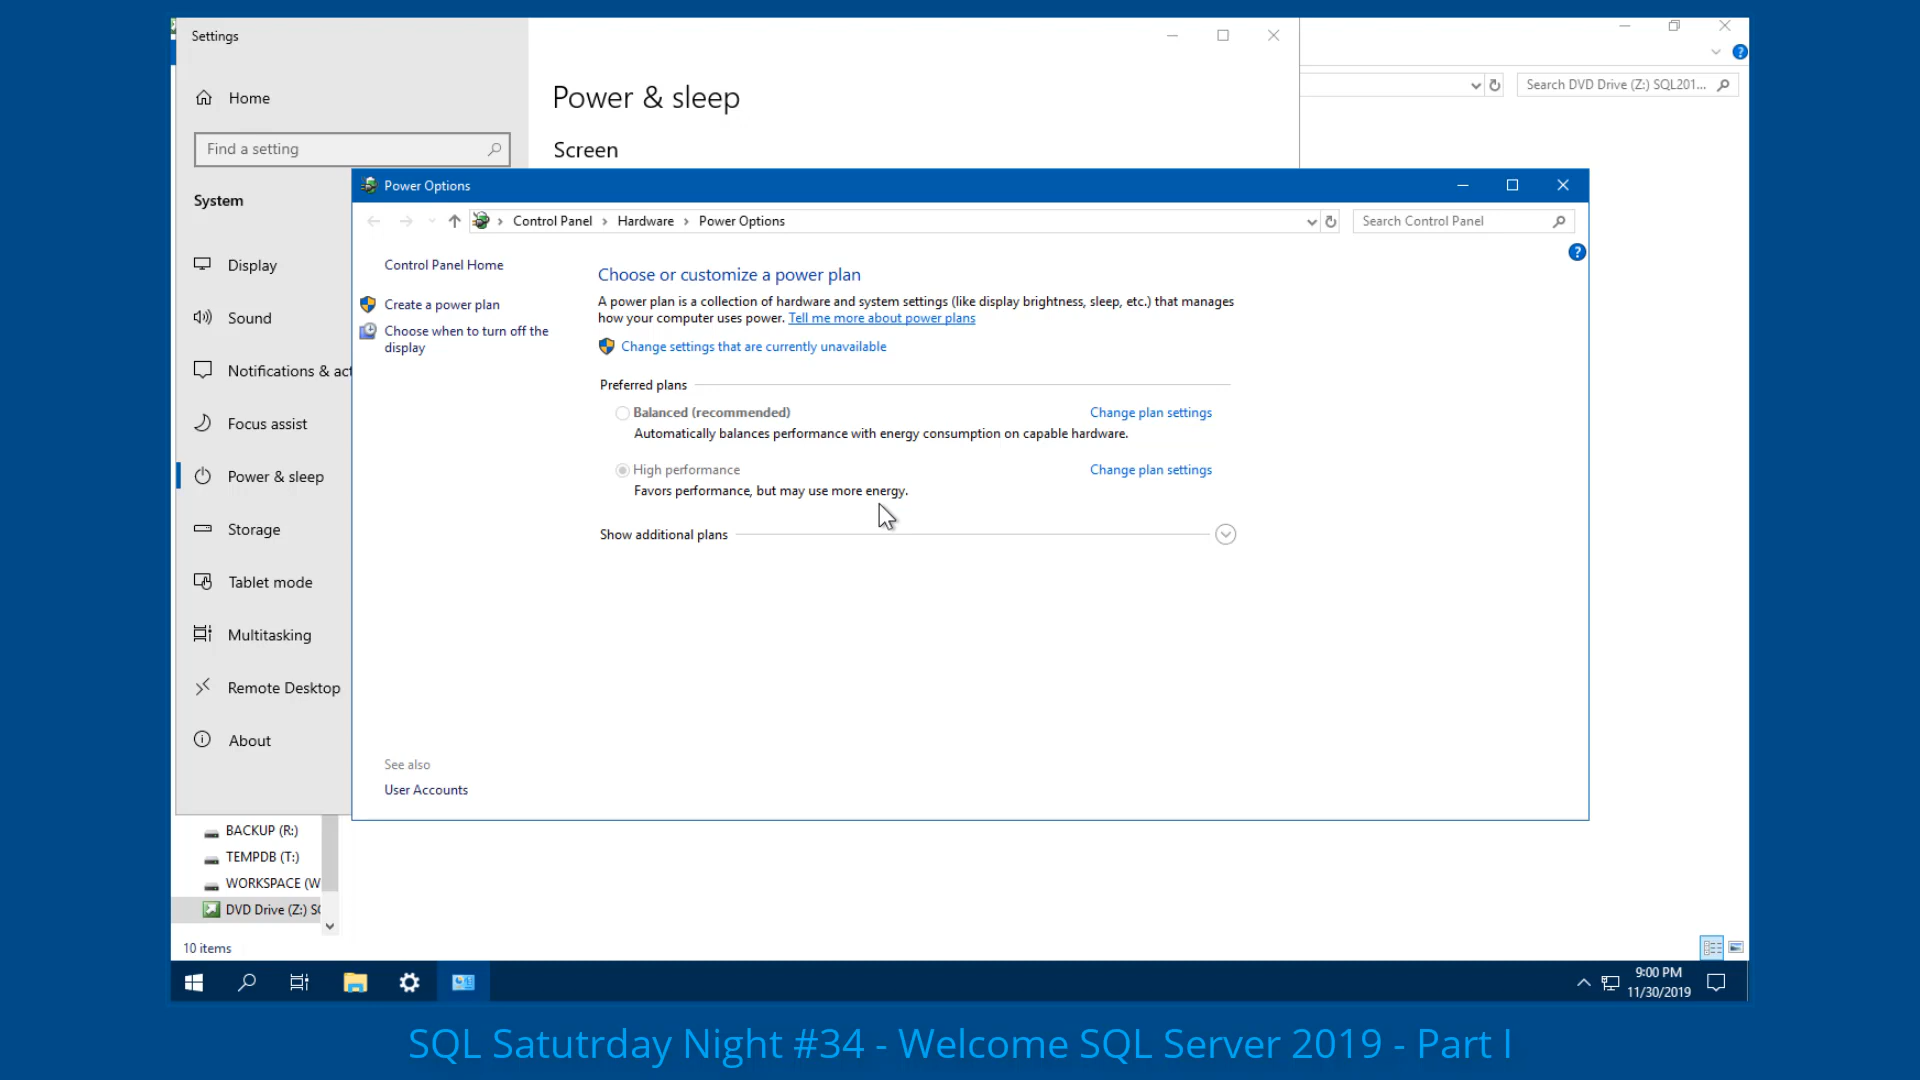 Settings
Home
Find a setting
System
Display
Sound
Notifications & act
Focus assist
Power & sleep
Storage
Tablet mode
Multitasking
Remote Desktop
About
Power & sleep
Screen
Search DVD Drive (Z:) SQL201...
Power Options
Control Panel > Hardware > Power Options
Search Control Panel
Control Panel Home
Create a power plan
Choose when to turn off the
display
See also
User Accounts
Choose or customize a power plan
A power plan is a collection of hardware and system settings (like display brightness, sleep, etc.) that manages
how your computer uses power. Tell me more about power plans
Change settings that are currently unavailable
Preferred plans
Balanced (recommended) Change plan settings
Automatically balances performance with energy consumption on capable hardware.
High performance Change plan settings
Favors performance, but may use more energy.
Show additional plans
BACKUP (R:)
TEMPDB (T:)
WORKSPACE (W
DVD Drive (Z:) SQ
10 items
9:00 PM
11/30/2019
SQL Satutrday Night #34 - Welcome SQL Server 2019 - Part I